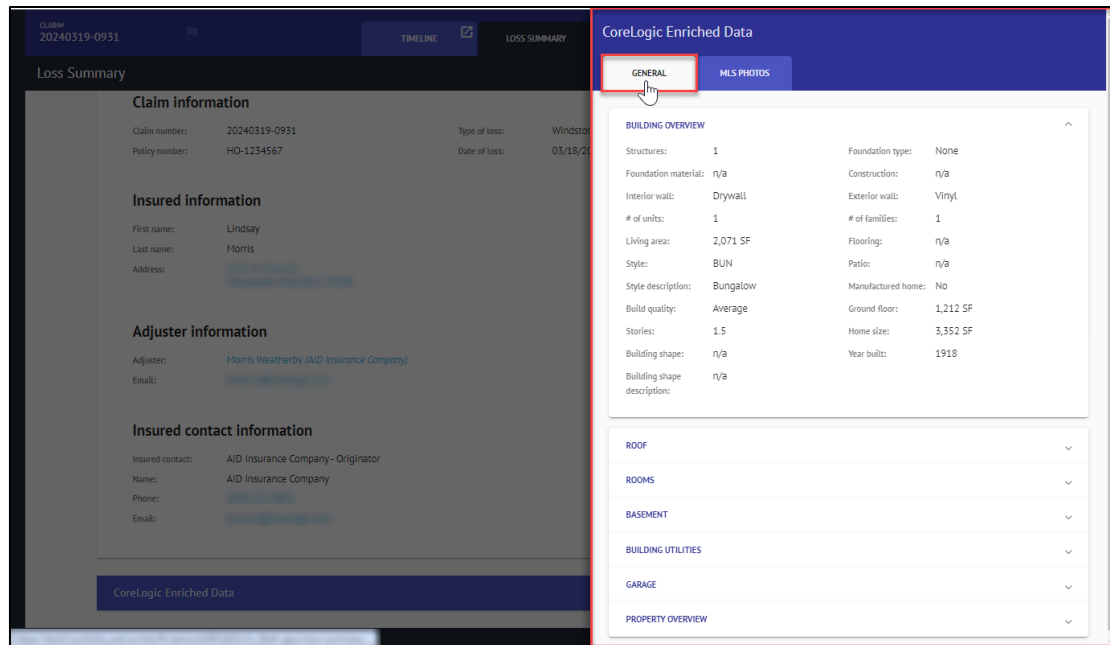 CLAIM#
20240319-0931
TIMELINE
LOSS SUMMARY
Loss Summary
Claim information
Claim number: 20240319-0931 Type of loss:
Policy number: HO-1234567 Date of loss:
Insured information
First name: Lindsay
Last name: Morris
Address:
Adjuster information
Adjuster: Morris Weatherby (AID Insurance Company)
Email:
Insured contact information
Insured contact: AID Insurance Company - Originator
Name: AID Insurance Company
Phone:
Email:
CoreLogic Enriched Data
CoreLogic Enriched Data
GENERAL MLS PHOTOS
BUILDING OVERVIEW
Structures: 1 Foundation type: None
Foundation material: n/a Construction: n/a
Interior wall: Drywall Exterior wall: Vinyl
# of units: 1 # of families: 1
Living area: 2,071 SF Flooring: n/a
Style: BUN Patio: n/a
Style description: Bungalow Manufactured home: No
Build quality: Average Ground floor: 1,212 SF
Stories: 1.5 Home size: 3,352 SF
Building shape: n/a Year built: 1918
Building shape n/a
description:
ROOF
ROOMS
BASEMENT
BUILDING UTILITIES
GARAGE
PROPERTY OVERVIEW